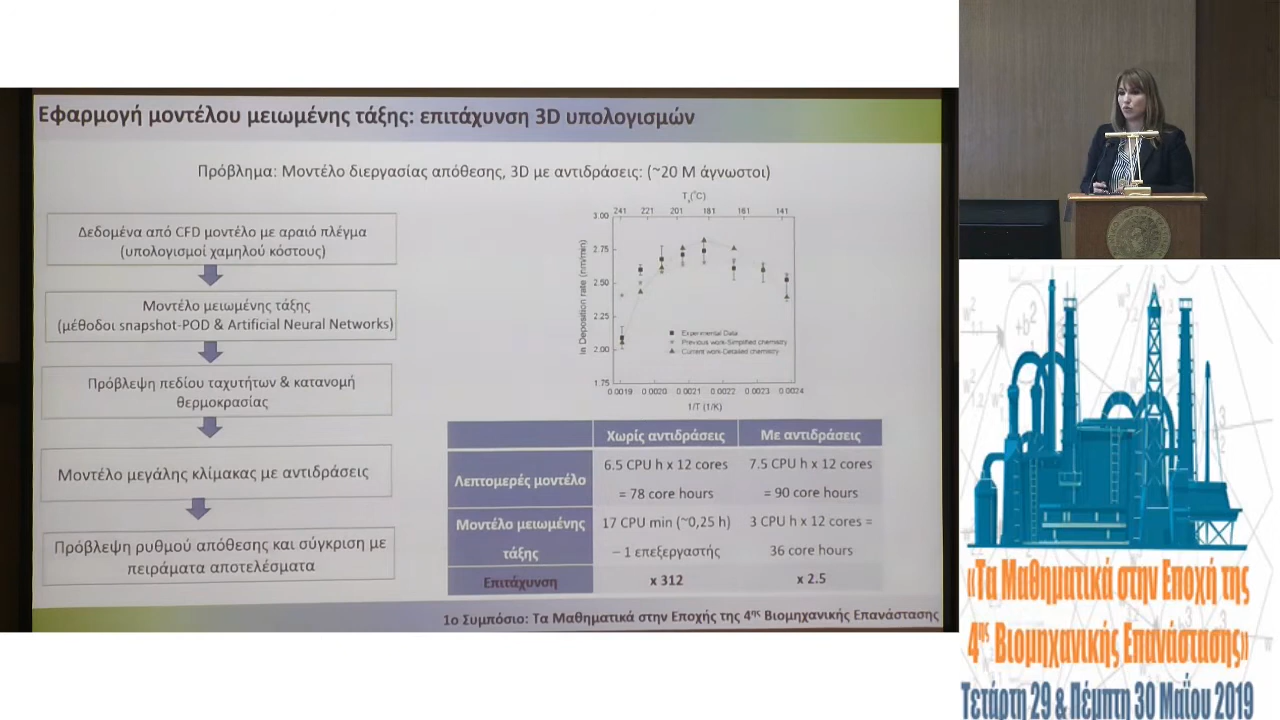 Εφαρμογή μοντέλου μειωμένης τάξης: επιτάχυνση 3D υπολογισμών
Πρόβλημα: Μοντέλο διεργασίας απόθεσης, 3D με αντιδράσεις: (~20 M άγνωστοι)
Δεδομένα από CFD μοντέλο με αραιό πλέγμα
(υπολογισμοί χαμηλού κόστους)
Μοντέλο μειωμένης τάξης
(μέθοδοι snapshot-POD & Artificial Neural Networks)
Πρόβλεψη πεδίου ταχυτήτων & κατανομή
θερμοκρασίας
Μοντέλο μεγάλης κλίμακας με αντιδράσεις
Πρόβλεψη ρυθμού απόθεσης και σύγκριση με
πειράματα αποτελέσματα
Ts(°C)
241 221 201 181 161 141
3.00
2.75
2.50
2.25
2.00
1.75
ln Deposition rate (nm/min)
Experimental Data
Previous work-Simplified chemistry
Current work-Detailed chemistry
0.0019 0.0020 0.0021 0.0022 0.0023 0.0024
1/T (1/K)
Χωρίς αντιδράσεις Με αντιδράσεις
Λεπτομερές μοντέλο
6.5 CPU h x 12 cores
= 78 core hours
7.5 CPU h x 12 cores
= 90 core hours
Μοντέλο μειωμένης
τάξης
17 CPU min (~0,25 h)
– 1 επεξεργαστής
3 CPU h x 12 cores =
36 core hours
Επιτάχυνση x 312 x 2.5
1ο Συμπόσιο: Τα Μαθηματικά στην Εποχής της 4ης Βιομηχανικής Επανάστασης
«Τα Μαθηματικά στην Εποχή της
4ης Βιομηχανικής Επανάστασης»
Τετάρτη 29 & Πέμπτη 30 Μαΐου 2019